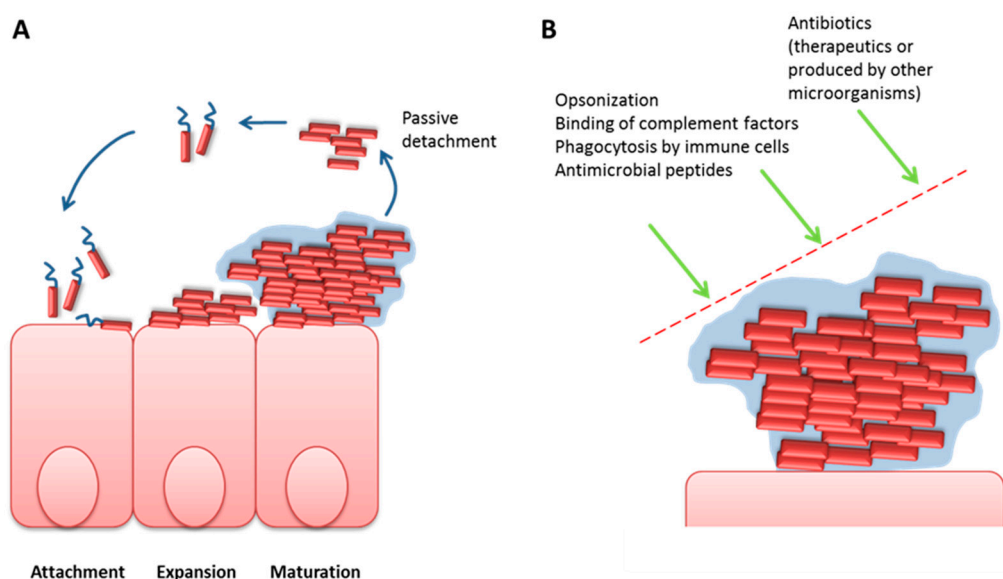 A
Passive
detachment
Attachment
Expansion
Maturation
B
Antibiotics
(therapeutics or
produced by other
microorganisms)
Opsonization
Binding of complement factors
Phagocytosis by immune cells
Antimicrobial peptides